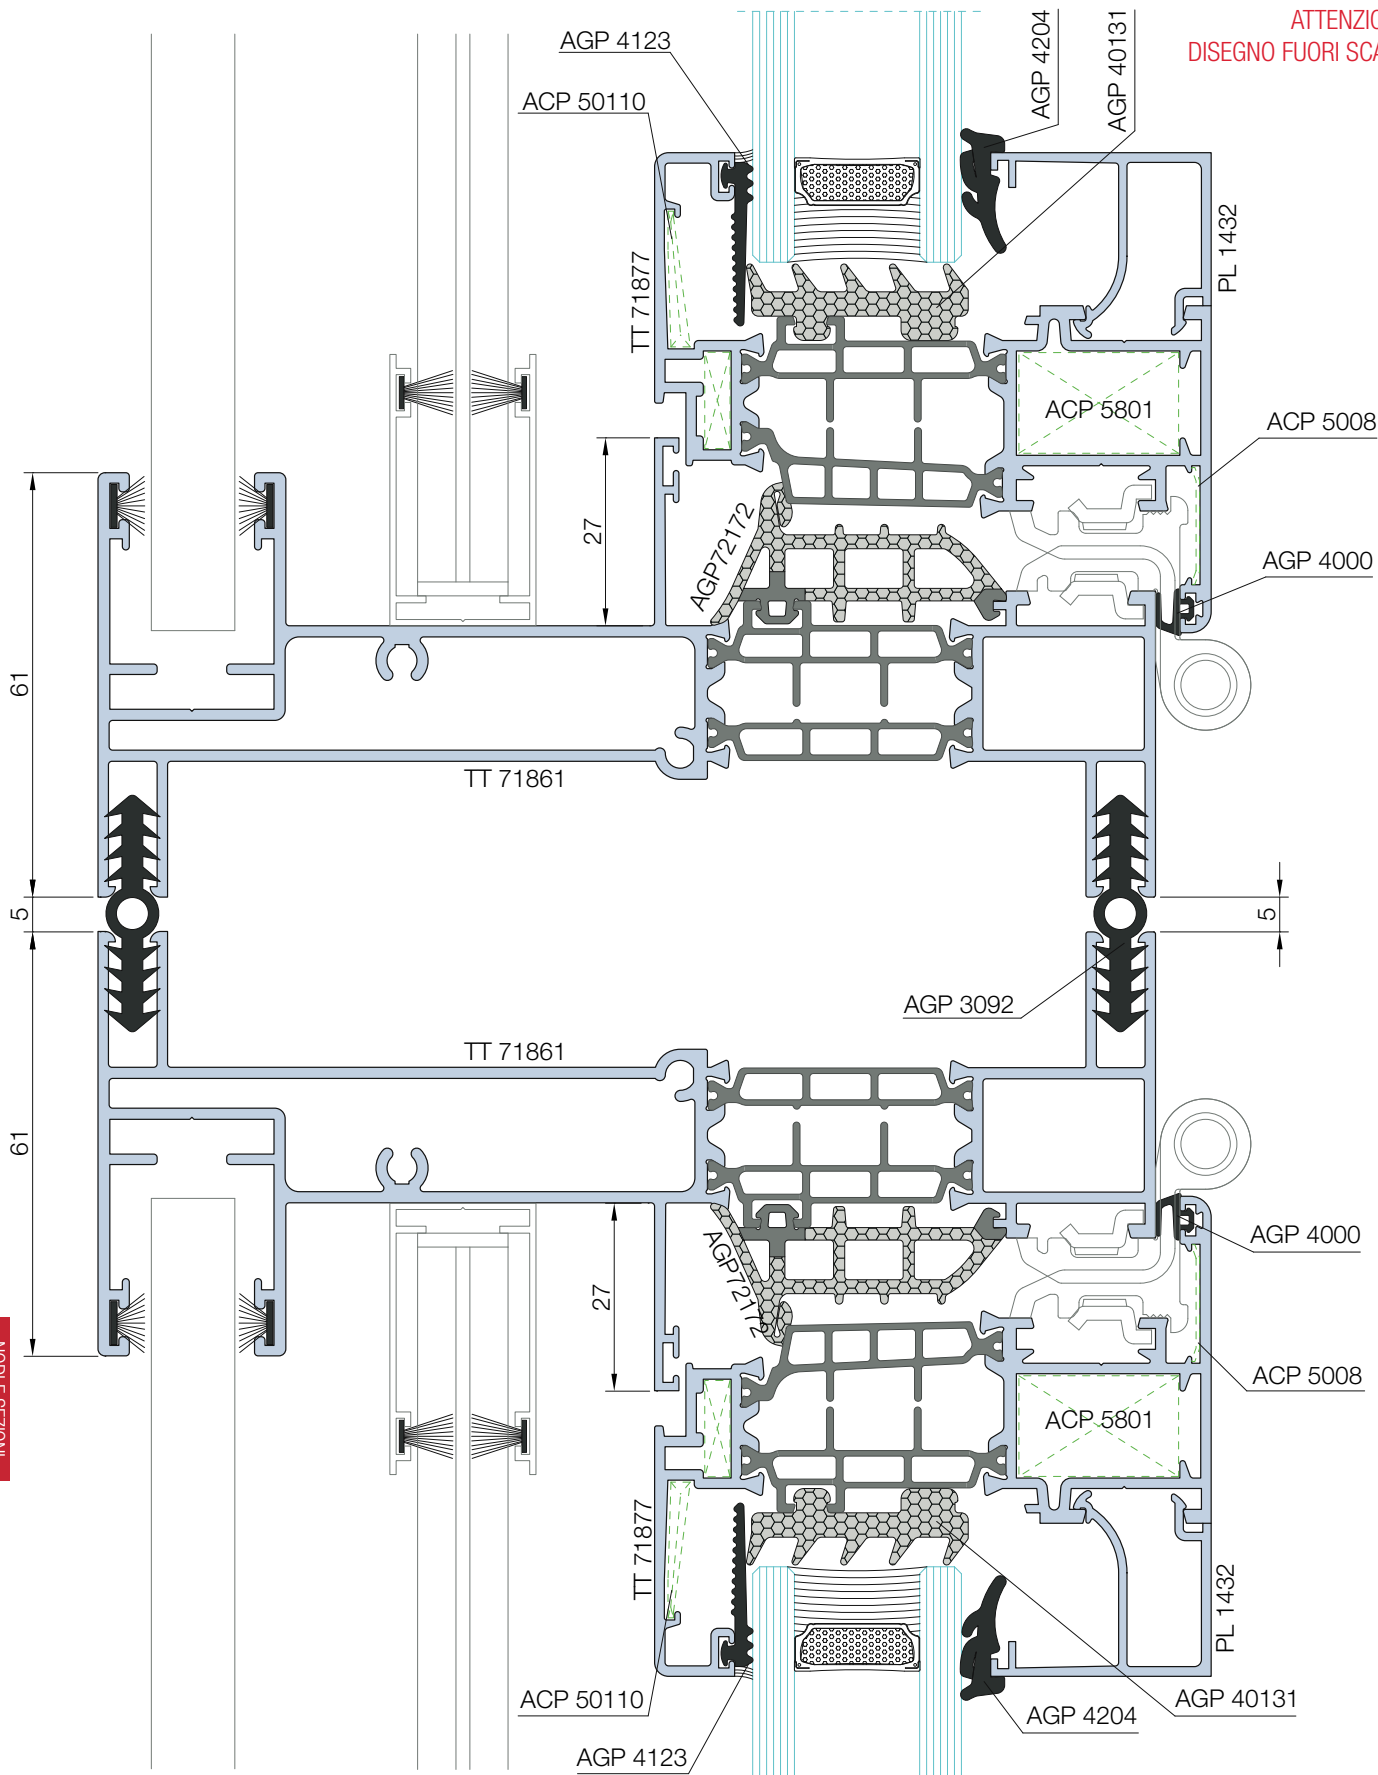 ATTENZIO
DISEGNO FUORI SCA
AGP 4123
AGP 4204
AGP 40131
ACP 50110
TT 71877
PL 1432
ACP 5801
ACP 5008
27
AGP72172
AGP 4000
61
TT 71861
5
5
AGP 3092
TT 71861
61
AGP72172
AGP 4000
27
ACP 5008
ACP 5801
TT 71877
PL 1432
ACP 50110
AGP 40131
AGP 4204
AGP 4123